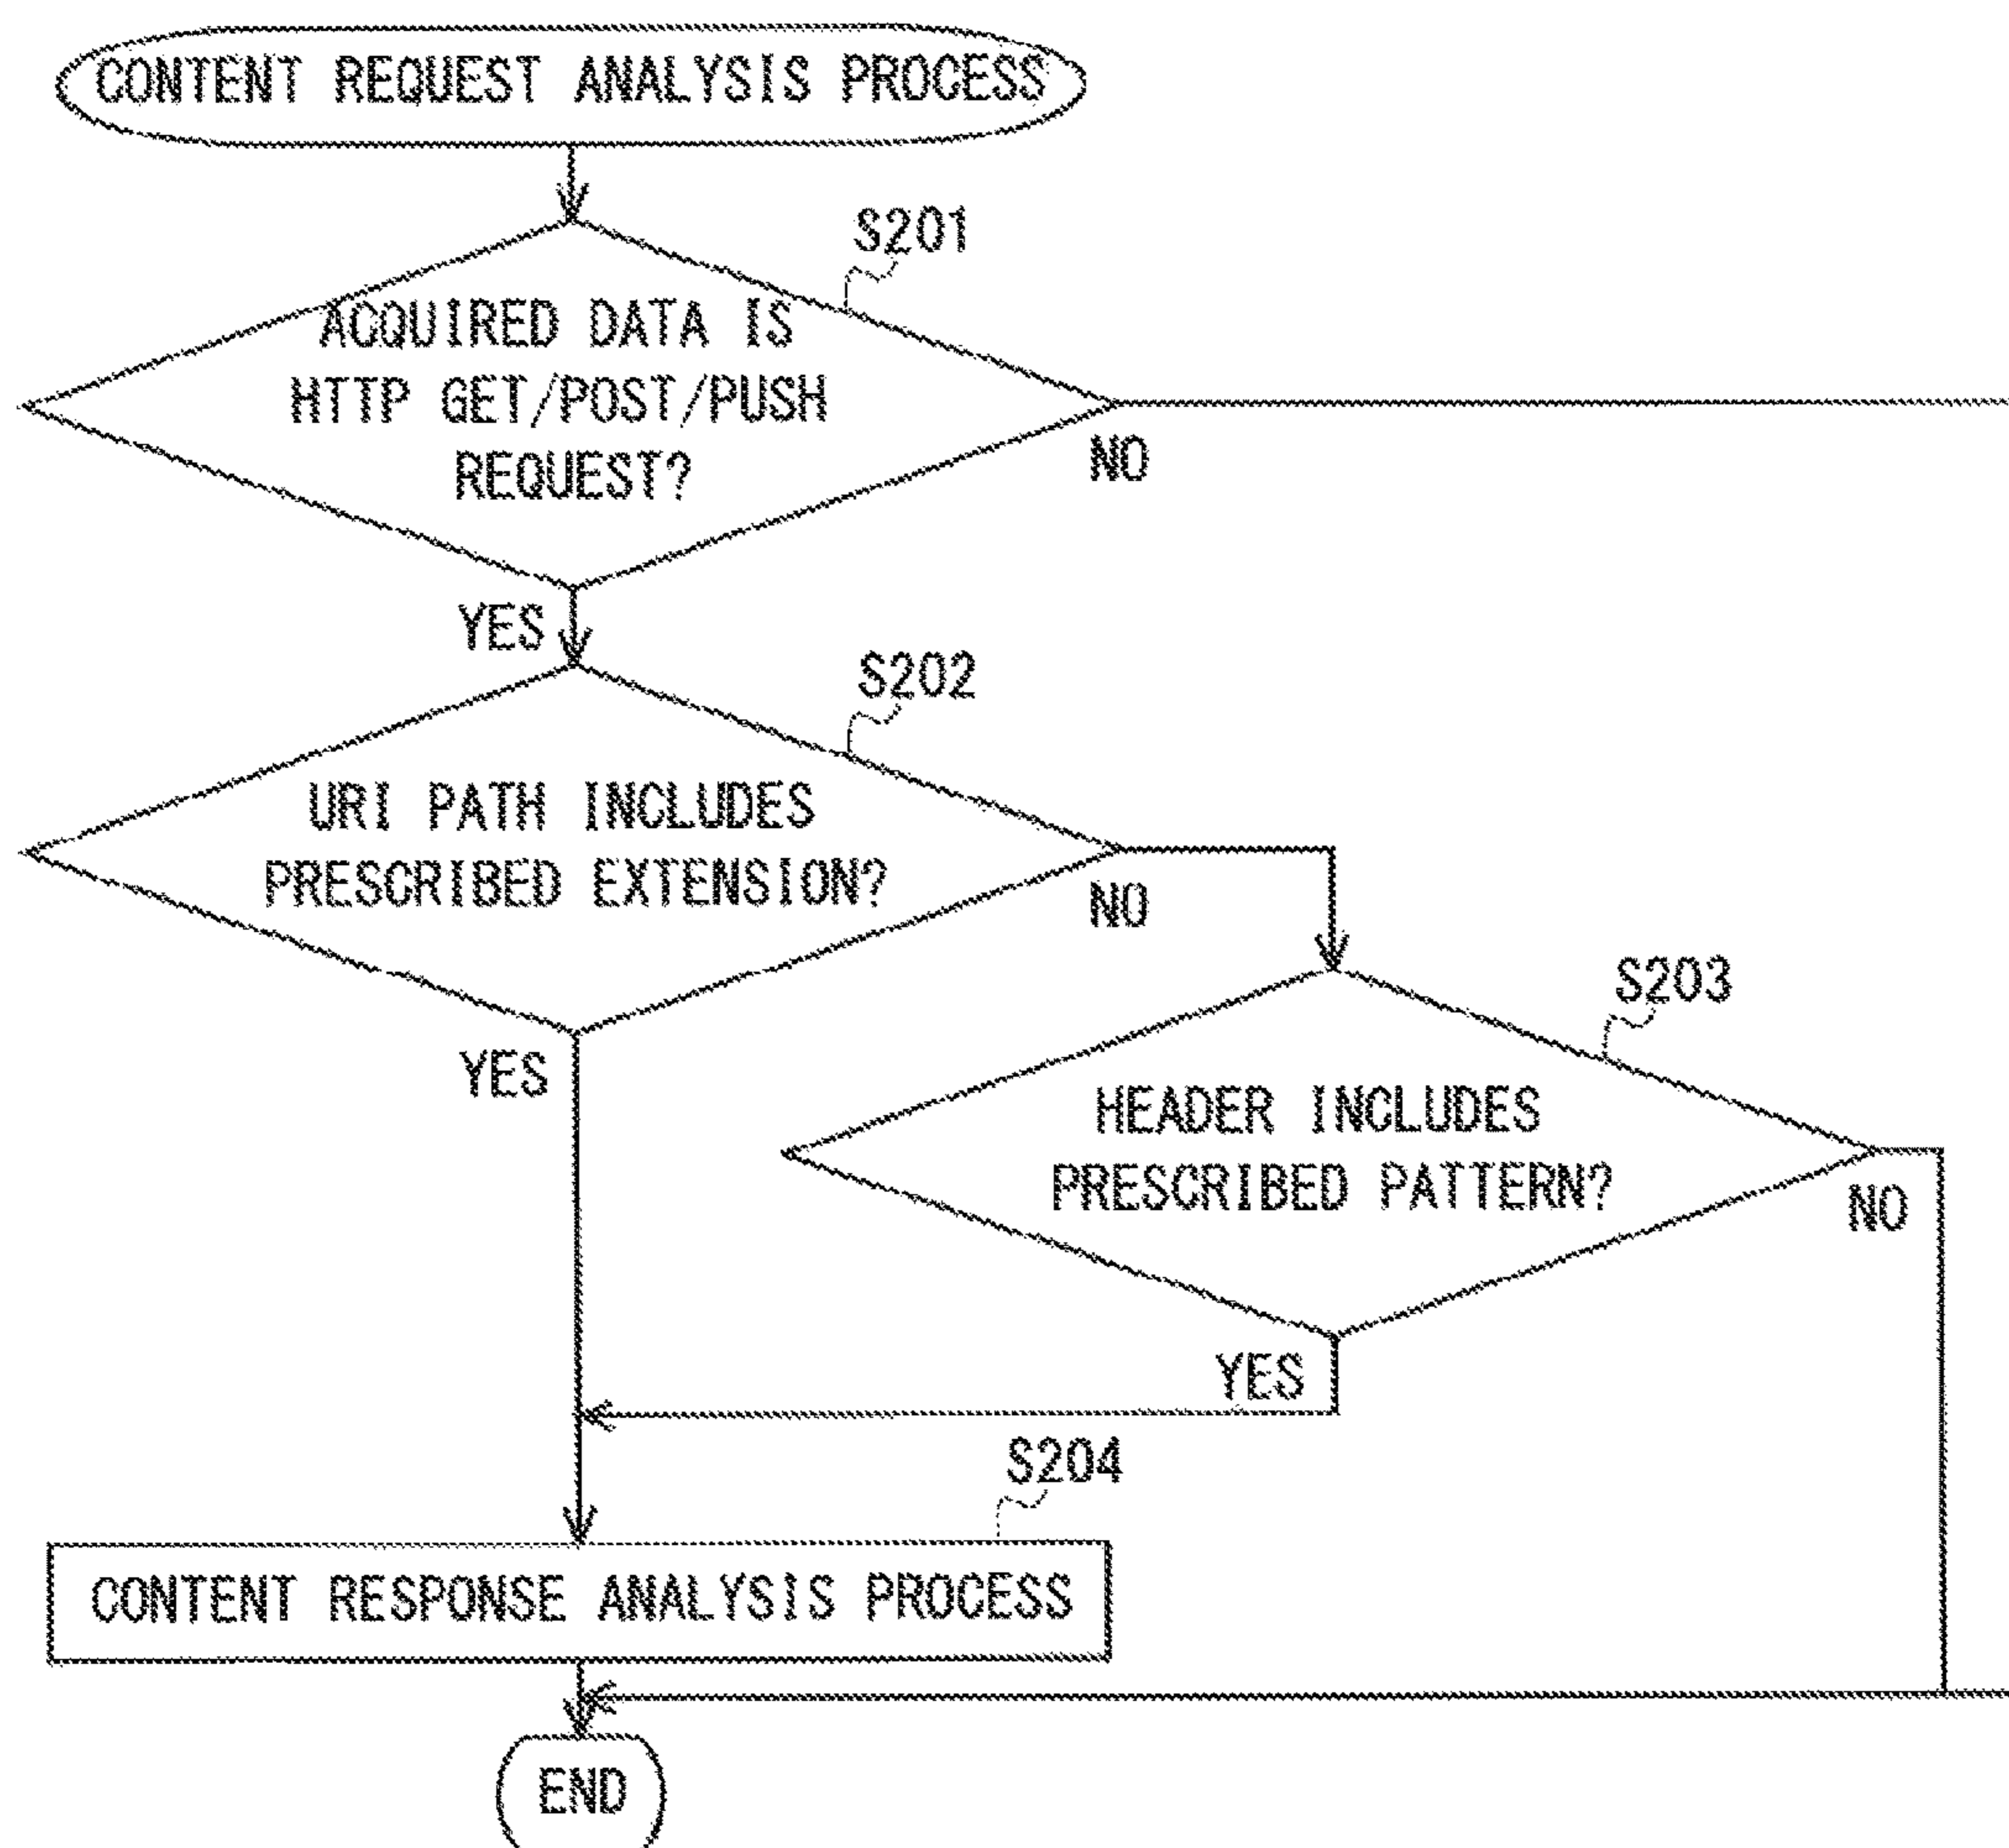 CONTENT REQUEST ANALYSIS PROCESS
S201
ACQUIRED DATA IS
HTTP GET/POST/PUSH
REQUEST?
NO
YES
S202
URI PATH INCLUDES
PRESCRIBED EXTENSION?
NO
YES
S203
HEADER INCLUDES
PRESCRIBED PATTERN?
NO
YES
S204
CONTENT RESPONSE ANALYSIS PROCESS
END